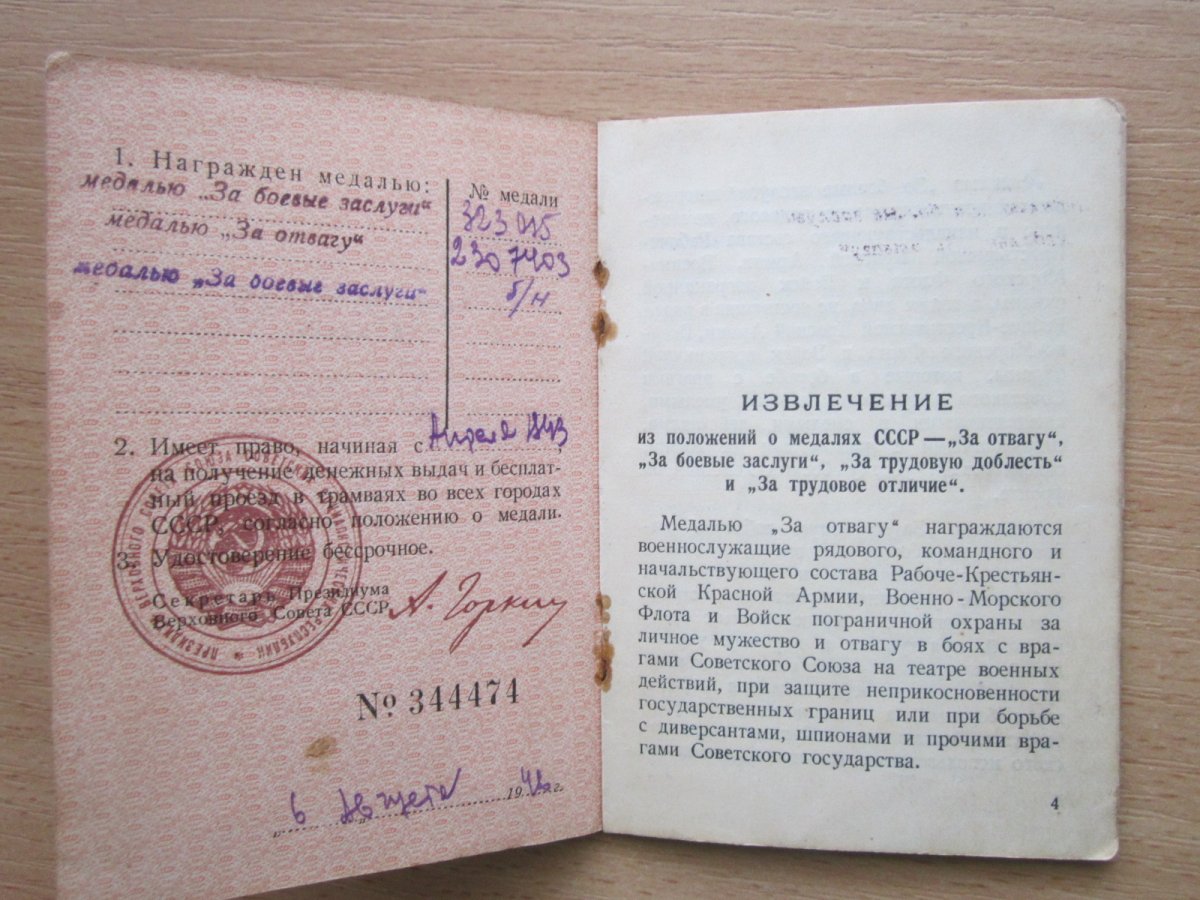 1. Награжден медалью:
№ медали
медалью „За боевые заслуги“
323015
медалью „За отвагу“
2307403
медалью „За боевые заслуги“
б/н
2. Имеет право, начиная с Апреля 1943,
на получение денежных выдач и бесплат-
ный проезд в трамваях во всех городах
СССР, согласно положению о медали.
3. Удостоверение бессрочное.
Секретарь Президиума
Верховного Совета СССР
А. Горкин
№ 344474
„6 Августа 19 г.
ИЗВЛЕЧЕНИЕ
из положений о медалях СССР—„За отвагу“,
„За боевые заслуги“, „За трудовую доблесть“
и „За трудовое отличие“.
Медалью „За отвагу“ награждаются
военнослужащие рядового, командного и
начальствующего состава Рабоче-Крестьян-
ской Красной Армии, Военно-Морского
Флота и Войск пограничной охраны за
личное мужество и отвагу в боях с вра-
гами Советского Союза на театре военных
действий, при защите неприкосновенности
государственных границ или при борьбе
с диверсантами, шпионами и прочими вра-
гами Советского государства.
4